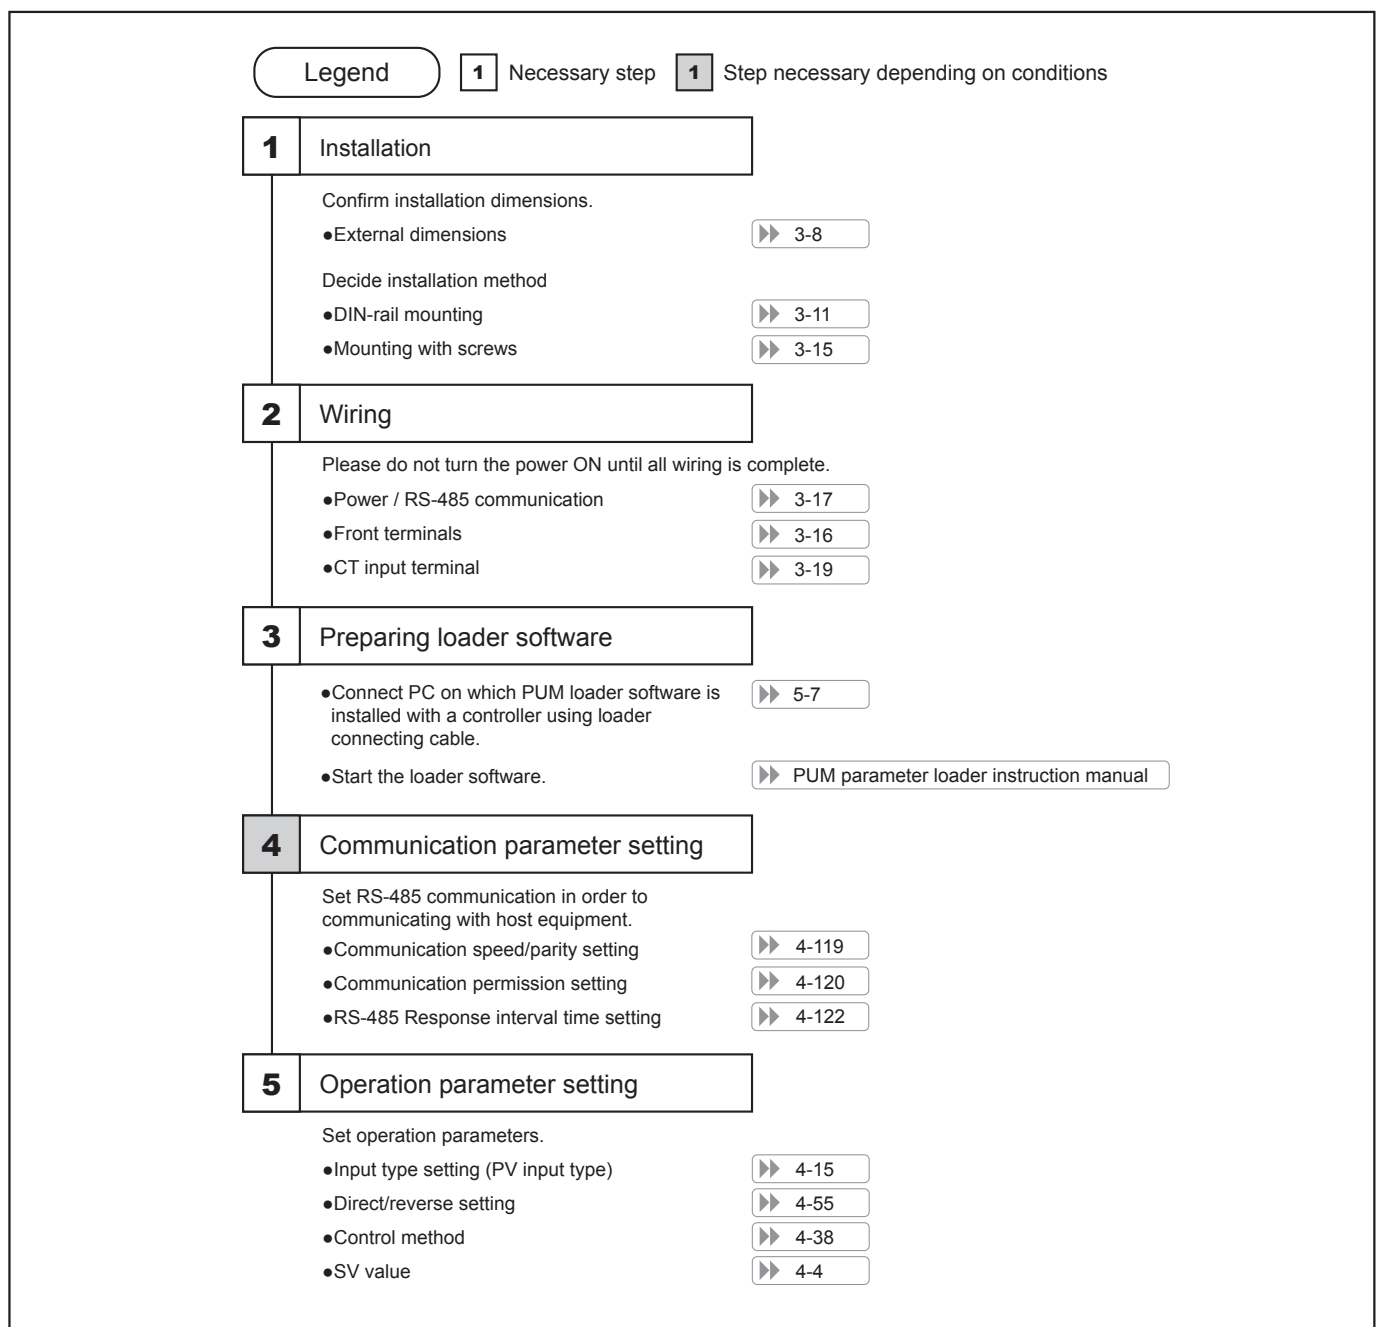 Legend 1 Necessary step 1 Step necessary depending on conditions
1 Installation
Confirm installation dimensions.
●External dimensions 3-8
Decide installation method
●DIN-rail mounting 3-11
●Mounting with screws 3-15
2 Wiring
Please do not turn the power ON until all wiring is complete.
●Power / RS-485 communication 3-17
●Front terminals 3-16
●CT input terminal 3-19
3 Preparing loader software
●Connect PC on which PUM loader software is 5-7
installed with a controller using loader
connecting cable.
●Start the loader software. PUM parameter loader instruction manual
4 Communication parameter setting
Set RS-485 communication in order to
communicating with host equipment.
●Communication speed/parity setting 4-119
●Communication permission setting 4-120
●RS-485 Response interval time setting 4-122
5 Operation parameter setting
Set operation parameters.
●Input type setting (PV input type) 4-15
●Direct/reverse setting 4-55
●Control method 4-38
●SV value 4-4